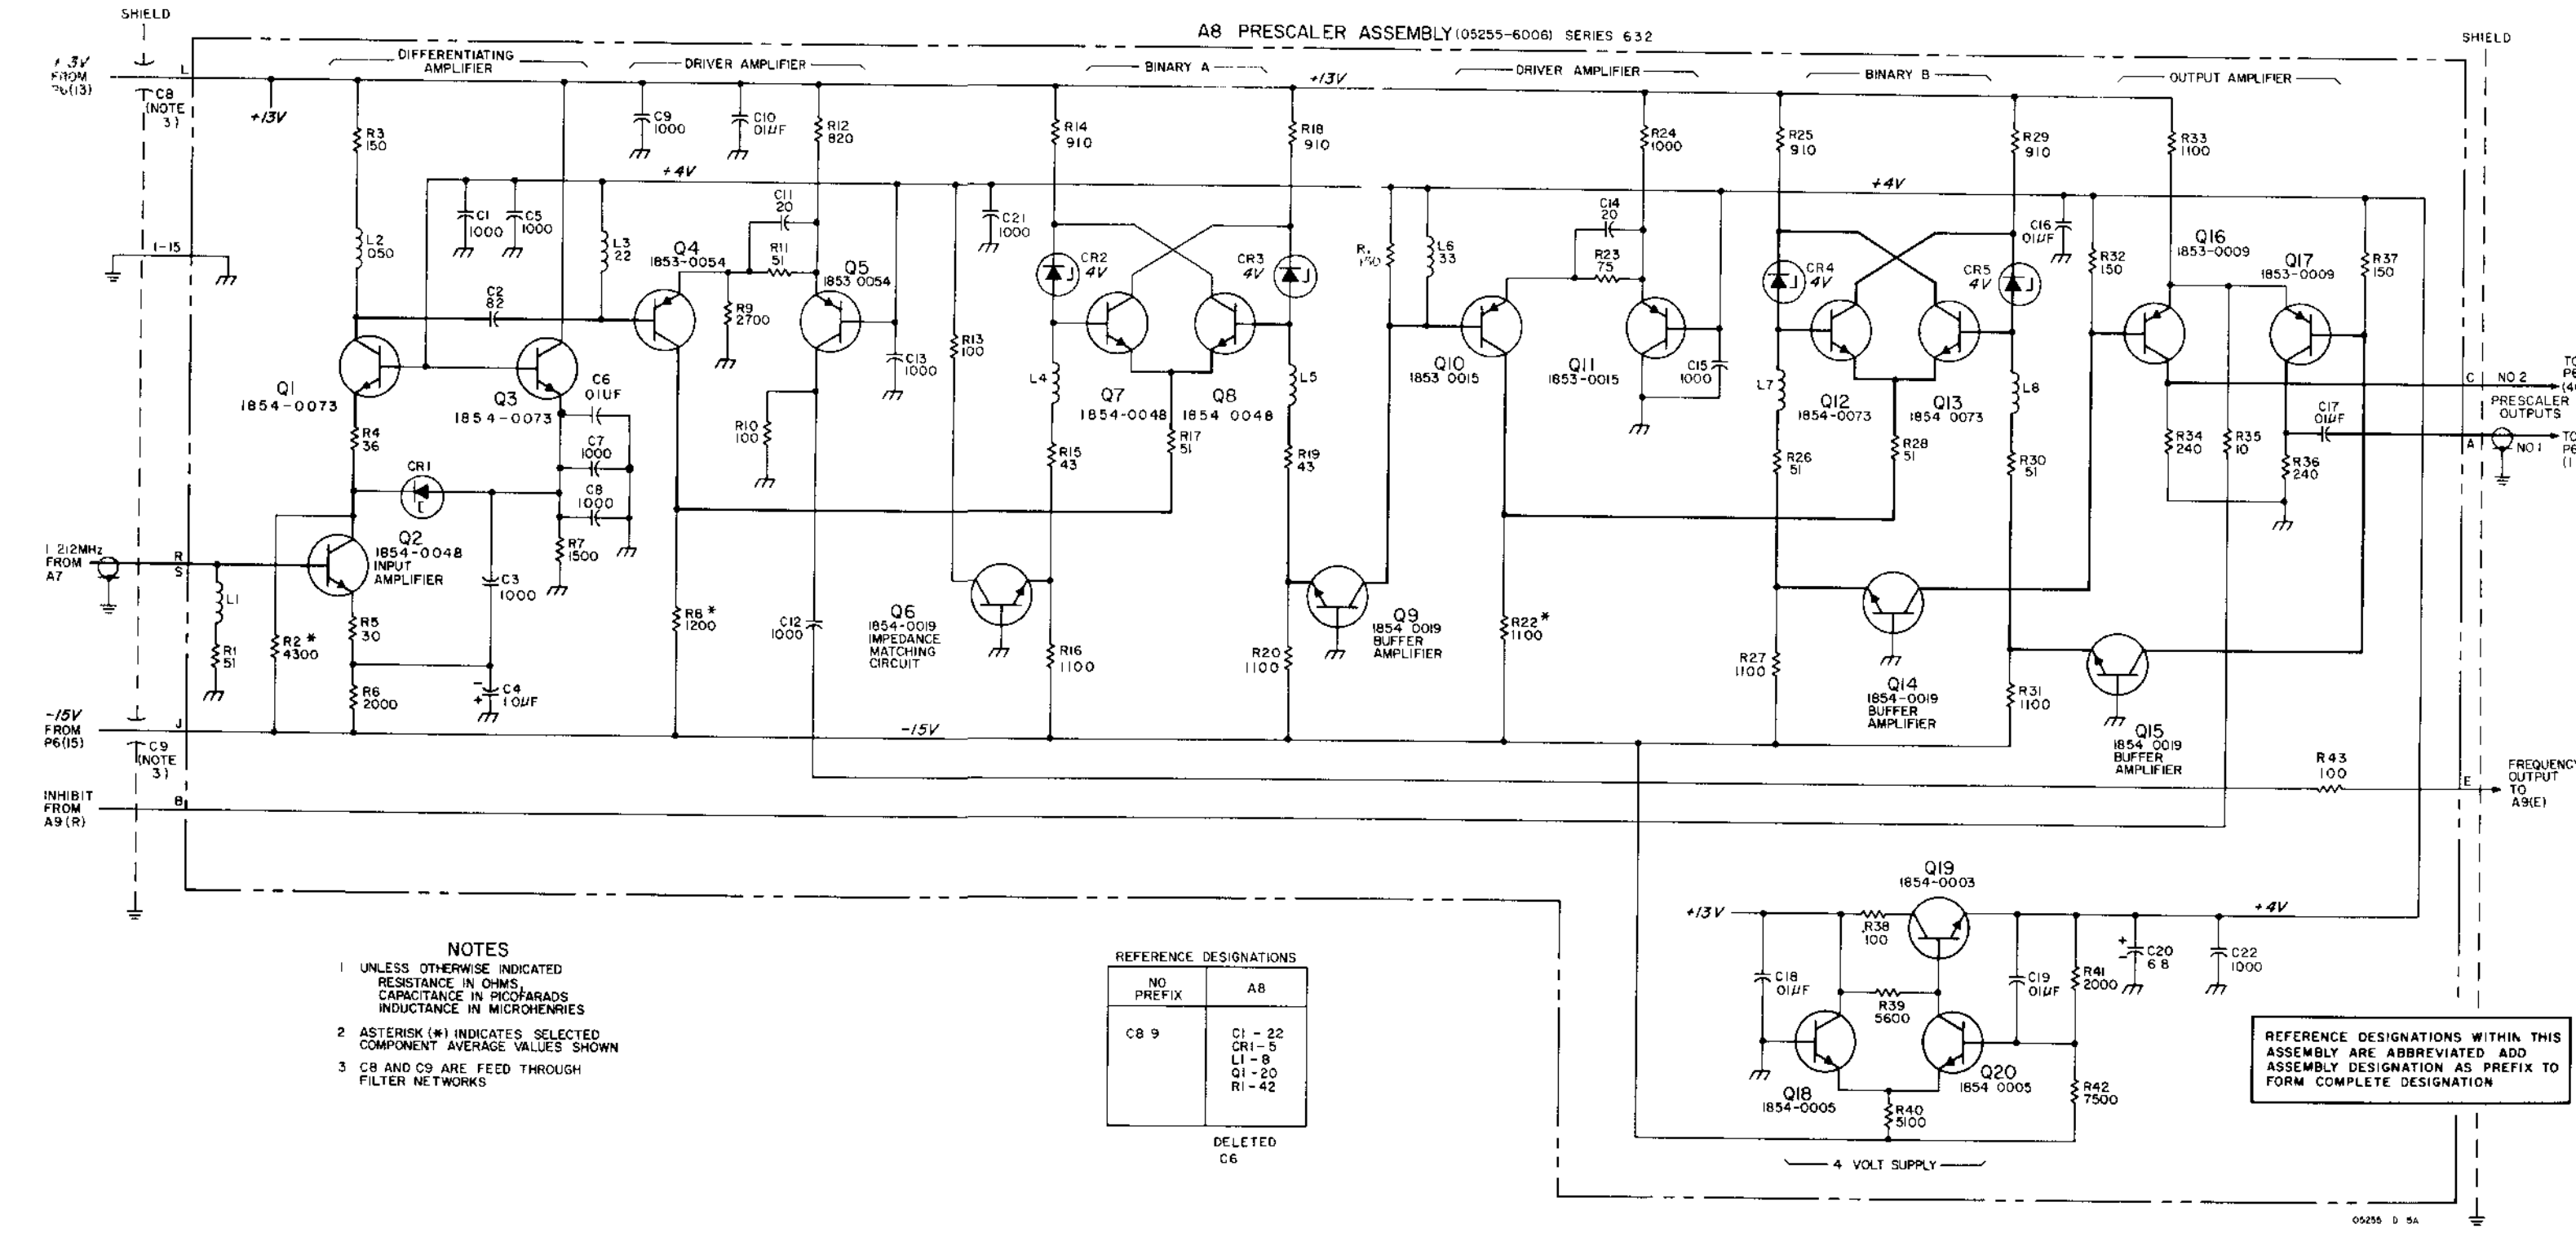 SHIELD
A8 PRESCALER ASSEMBLY (05255-6006) SERIES 632
SHIELD
3V
FROM
P6(13)
L
C8
(NOTE
3)
+13V
DIFFERENTIATING
AMPLIFIER
DRIVER AMPLIFIER
BINARY A
+13V
DRIVER AMPLIFIER
BINARY B
OUTPUT AMPLIFIER
R3
150
C9
1000
C10
.01µF
R12
820
R14
910
R18
910
R24
1000
R25
910
R29
910
R33
1100
+4V
+4V
1-15
L2
050
C1
1000
C5
1000
L3
22
C11
20
R11
51
Q4
1853-0054
Q5
1853 0054
R9
2700
C2
82
C13
1000
C21
1000
R13
100
CR2
4V
CR3
4V
L6
33
C14
20
R23
75
C16
.01µF
CR4
4V
CR5
4V
R32
150
Q16
1853-0009
Q17
1853-0009
R37
150
Q1
1854-0073
Q3
1854-0073
C6
.01UF
C7
1000
C8
1000
R4
36
CR1
R7
1500
R10
100
L4
Q7
1854-0048
Q8
1854 0048
L5
R15
43
R17
51
R19
43
Q10
1853 0015
Q11
1853-0015
C15
1000
L7
Q12
1854-0073
Q13
1854 0073
L8
R26
51
R28
51
R30
51
R34
240
R35
10
C17
.01µF
R36
240
C
NO 2
PRESCALER
OUTPUTS
A
NO 1
1 212MHz
FROM
A7
R
S
L1
R1
51
R2 *
4300
Q2
1854-0048
INPUT
AMPLIFIER
R5
30
R6
2000
C3
1000
- +
C4
1.0µF
R8 *
1200
C12
1000
Q6
1854-0019
IMPEDANCE
MATCHING
CIRCUIT
R16
1100
R20
1100
Q9
1854 0019
BUFFER
AMPLIFIER
R22 *
1100
R27
1100
Q14
1854-0019
BUFFER
AMPLIFIER
R31
1100
Q15
1854 0019
BUFFER
AMPLIFIER
-15V
FROM
P6(15)
J
-15V
C9
(NOTE
3)
INHIBIT
FROM
A9 (R)
B
R43
100
E
FREQUENCY
OUTPUT
TO
A9(E)
+13V
C18
.01µF
R38
100
Q19
1854-0003
R39
5600
Q18
1854-0005
Q20
1854 0005
R40
5100
C19
.01µF
R41
2000
R42
7500
+ -
C20
6 8
C22
1000
+4V
4 VOLT SUPPLY
NOTES
1 UNLESS OTHERWISE INDICATED
RESISTANCE IN OHMS,
CAPACITANCE IN PICOFARADS
INDUCTANCE IN MICROHENRIES
2 ASTERISK (*) INDICATES SELECTED
COMPONENT AVERAGE VALUES SHOWN
3 C8 AND C9 ARE FEED THROUGH
FILTER NETWORKS
REFERENCE DESIGNATIONS
NO
PREFIX
A8
C8 9
C1 - 22
CR1 - 5
L1 - 8
Q1 - 20
R1 - 42
DELETED
C6
REFERENCE DESIGNATIONS WITHIN THIS
ASSEMBLY ARE ABBREVIATED ADD
ASSEMBLY DESIGNATION AS PREFIX TO
FORM COMPLETE DESIGNATION
05255 D 5A